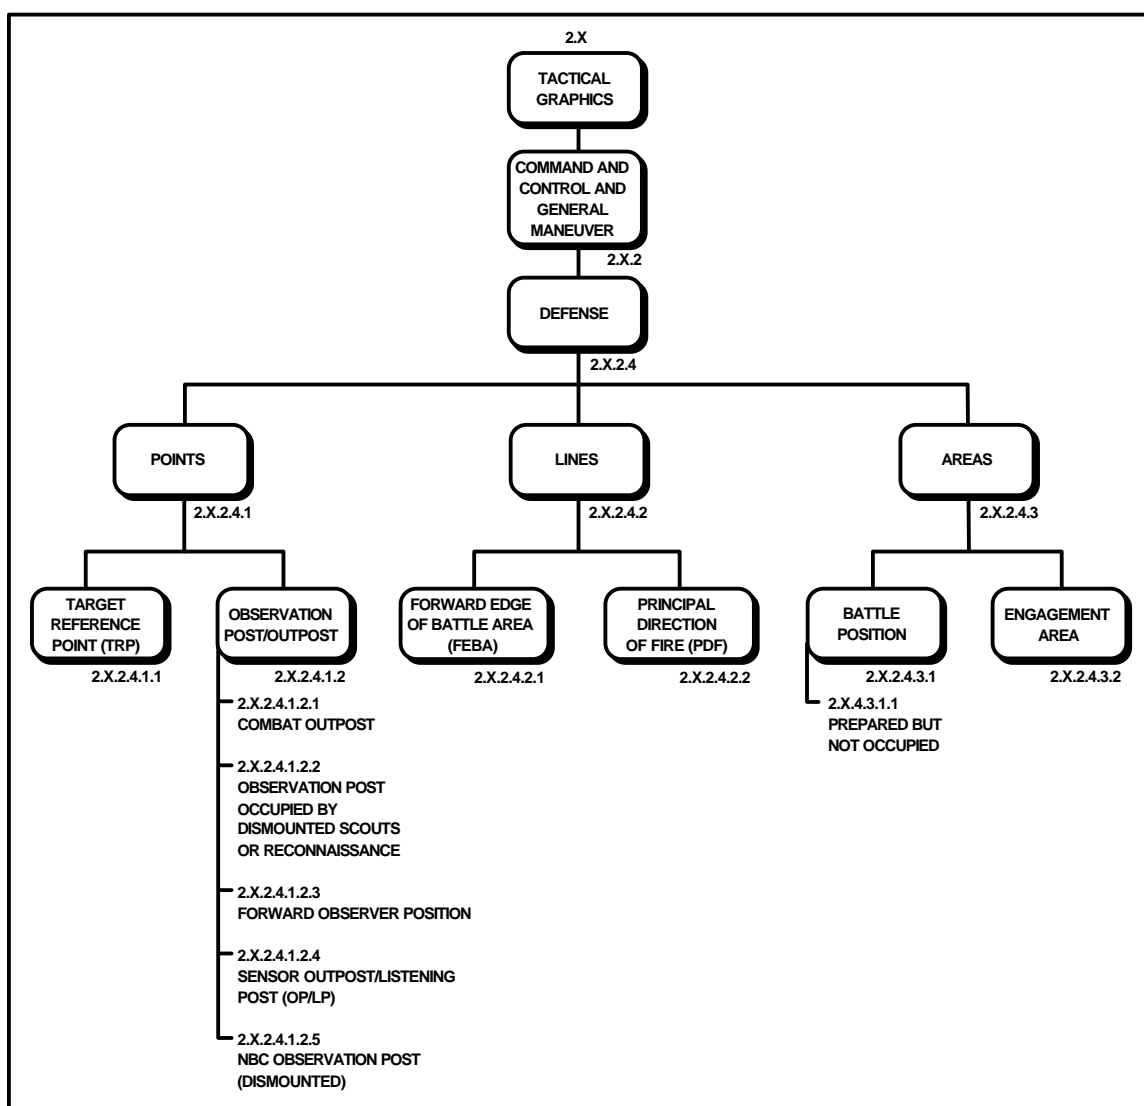 2.X
TACTICAL
GRAPHICS
COMMAND AND
CONTROL AND
GENERAL
MANEUVER
2.X.2
DEFENSE
2.X.2.4
POINTS
2.X.2.4.1
LINES
2.X.2.4.2
AREAS
2.X.2.4.3
TARGET
REFERENCE
POINT (TRP)
2.X.2.4.1.1
OBSERVATION
POST/OUTPOST
2.X.2.4.1.2
2.X.2.4.1.2.1
COMBAT OUTPOST
2.X.2.4.1.2.2
OBSERVATION POST
OCCUPIED BY
DISMOUNTED SCOUTS
OR RECONNAISSANCE
2.X.2.4.1.2.3
FORWARD OBSERVER POSITION
2.X.2.4.1.2.4
SENSOR OUTPOST/LISTENING
POST (OP/LP)
2.X.2.4.1.2.5
NBC OBSERVATION POST
(DISMOUNTED)
FORWARD EDGE
OF BATTLE AREA
(FEBA)
2.X.2.4.2.1
PRINCIPAL
DIRECTION
OF FIRE (PDF)
2.X.2.4.2.2
BATTLE
POSITION
2.X.2.4.3.1
2.X.4.3.1.1
PREPARED BUT
NOT OCCUPIED
ENGAGEMENT
AREA
2.X.2.4.3.2